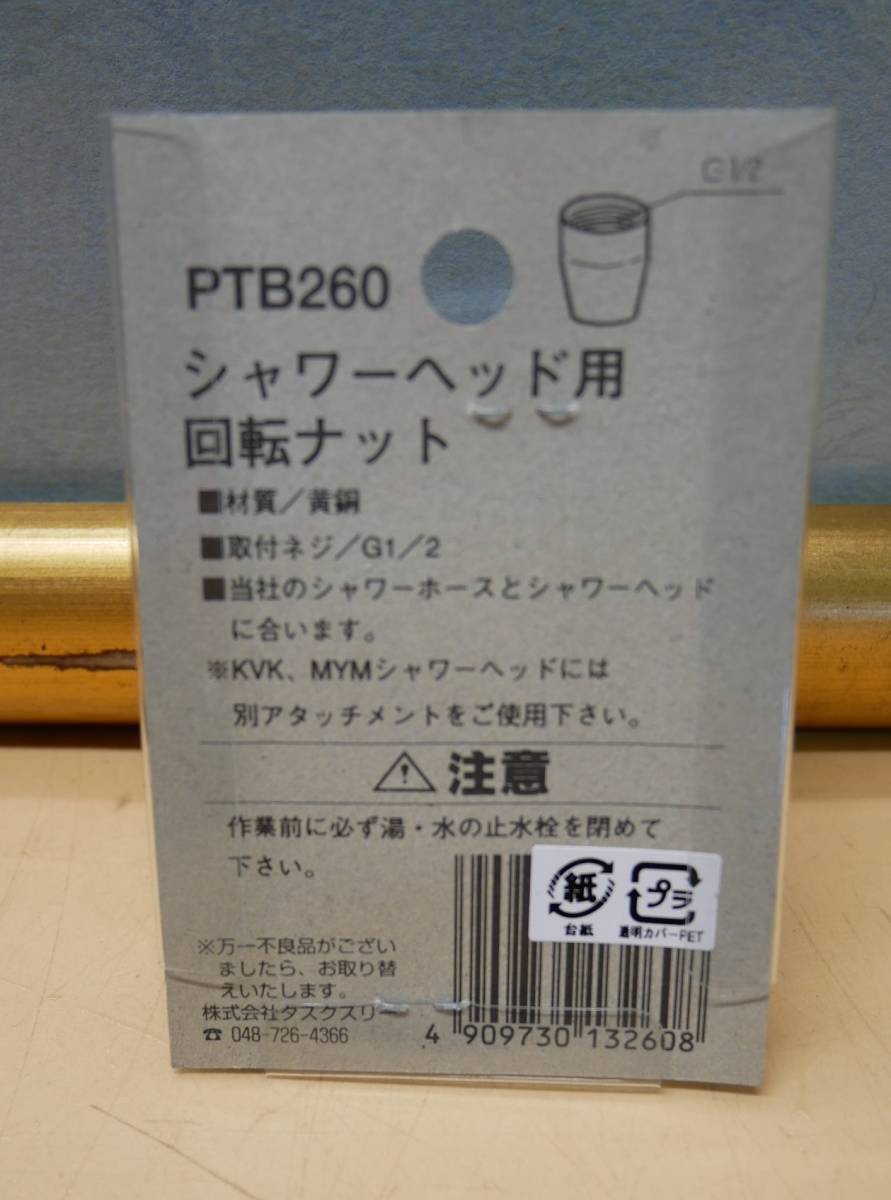 G1/2
PTB260
シャワーヘッド用
回転ナット
■材質／黄銅
■取付ネジ／G1／2
■当社のシャワーホースとシャワーヘッド
に合います。
※KVK、MYMシャワーヘッドには
別アタッチメントをご使用下さい。
注意
作業前に必ず湯・水の止水栓を閉めて
下さい。
紙
台紙
プラ
透明カバーPET
※万一不良品がござい
ましたら、お取り替
えいたします。
株式会社タスクスリー
☎ 048-726-4366
4 909730 132608